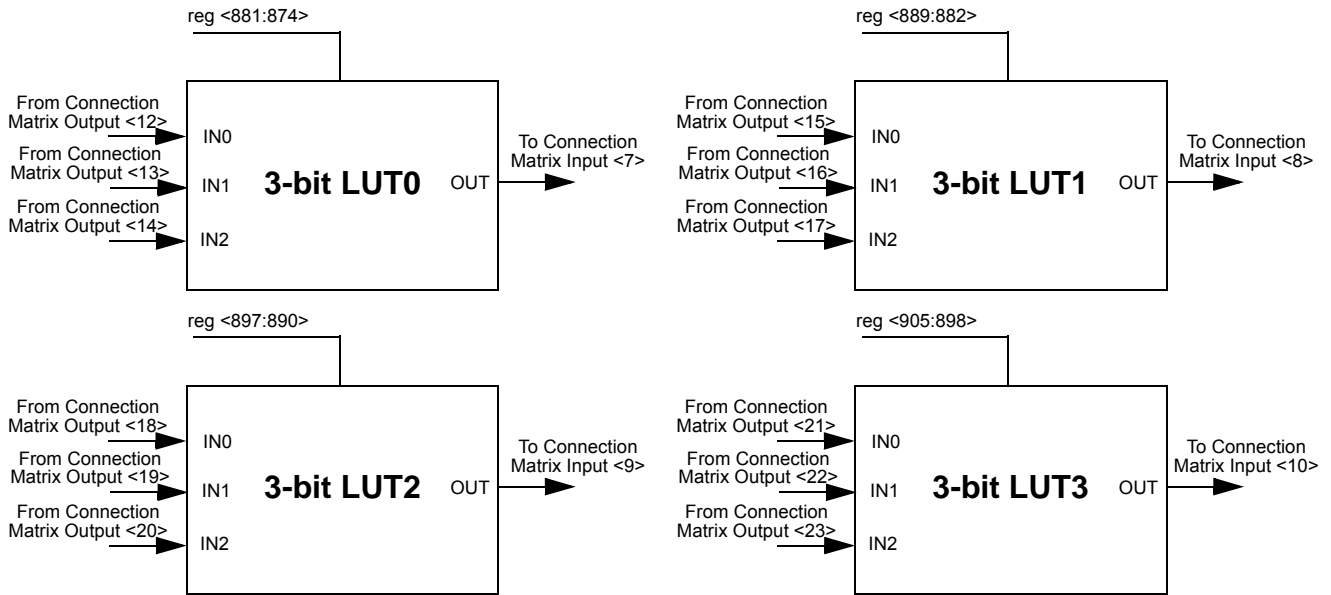 reg <881:874>
From Connection
Matrix Output <12>
From Connection
Matrix Output <13>
From Connection
Matrix Output <14>
IN0
IN1
IN2
3-bit LUT0
OUT
To Connection
Matrix Input <7>
reg <889:882>
From Connection
Matrix Output <15>
From Connection
Matrix Output <16>
From Connection
Matrix Output <17>
IN0
IN1
IN2
3-bit LUT1
OUT
To Connection
Matrix Input <8>
reg <897:890>
From Connection
Matrix Output <18>
From Connection
Matrix Output <19>
From Connection
Matrix Output <20>
IN0
IN1
IN2
3-bit LUT2
OUT
To Connection
Matrix Input <9>
reg <905:898>
From Connection
Matrix Output <21>
From Connection
Matrix Output <22>
From Connection
Matrix Output <23>
IN0
IN1
IN2
3-bit LUT3
OUT
To Connection
Matrix Input <10>